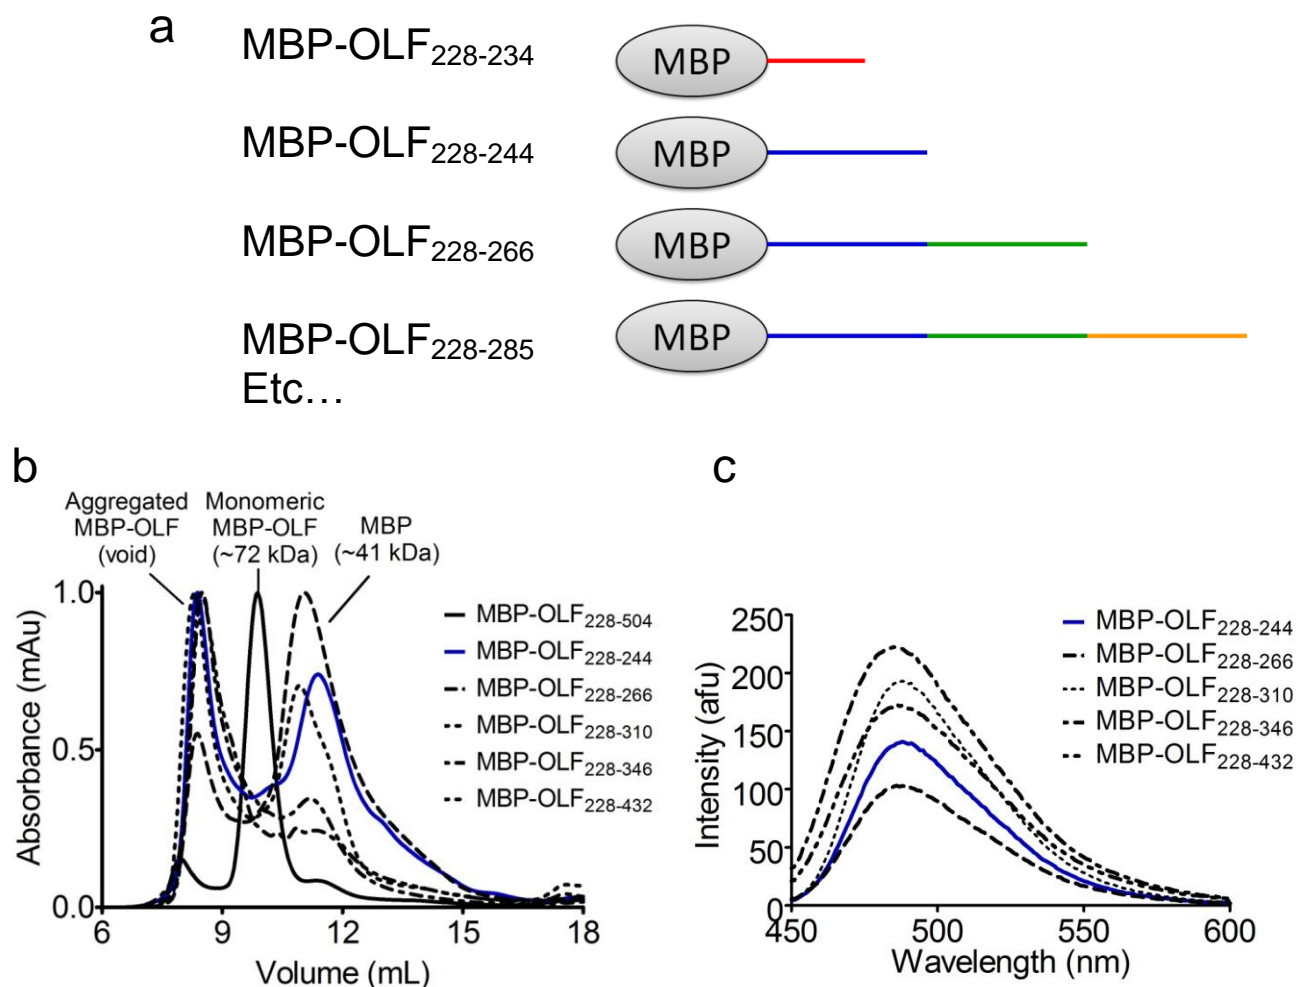 a
MBP-OLF228-234
MBP
MBP-OLF228-244
MBP
MBP-OLF228-266
MBP
MBP-OLF228-285
MBP
Etc…
b
Aggregated
MBP-OLF
(void)
Monomeric
MBP-OLF
(~72 kDa)
MBP
(~41 kDa)
1.0
0.5
0.0
Absorbance (mAu)
6
9
12
15
18
Volume (mL)
MBP-OLF228-504
MBP-OLF228-244
MBP-OLF228-266
MBP-OLF228-310
MBP-OLF228-346
MBP-OLF228-432
c
250
200
150
100
50
0
Intensity (afu)
450
500
550
600
Wavelength (nm)
MBP-OLF228-244
MBP-OLF228-266
MBP-OLF228-310
MBP-OLF228-346
MBP-OLF228-432